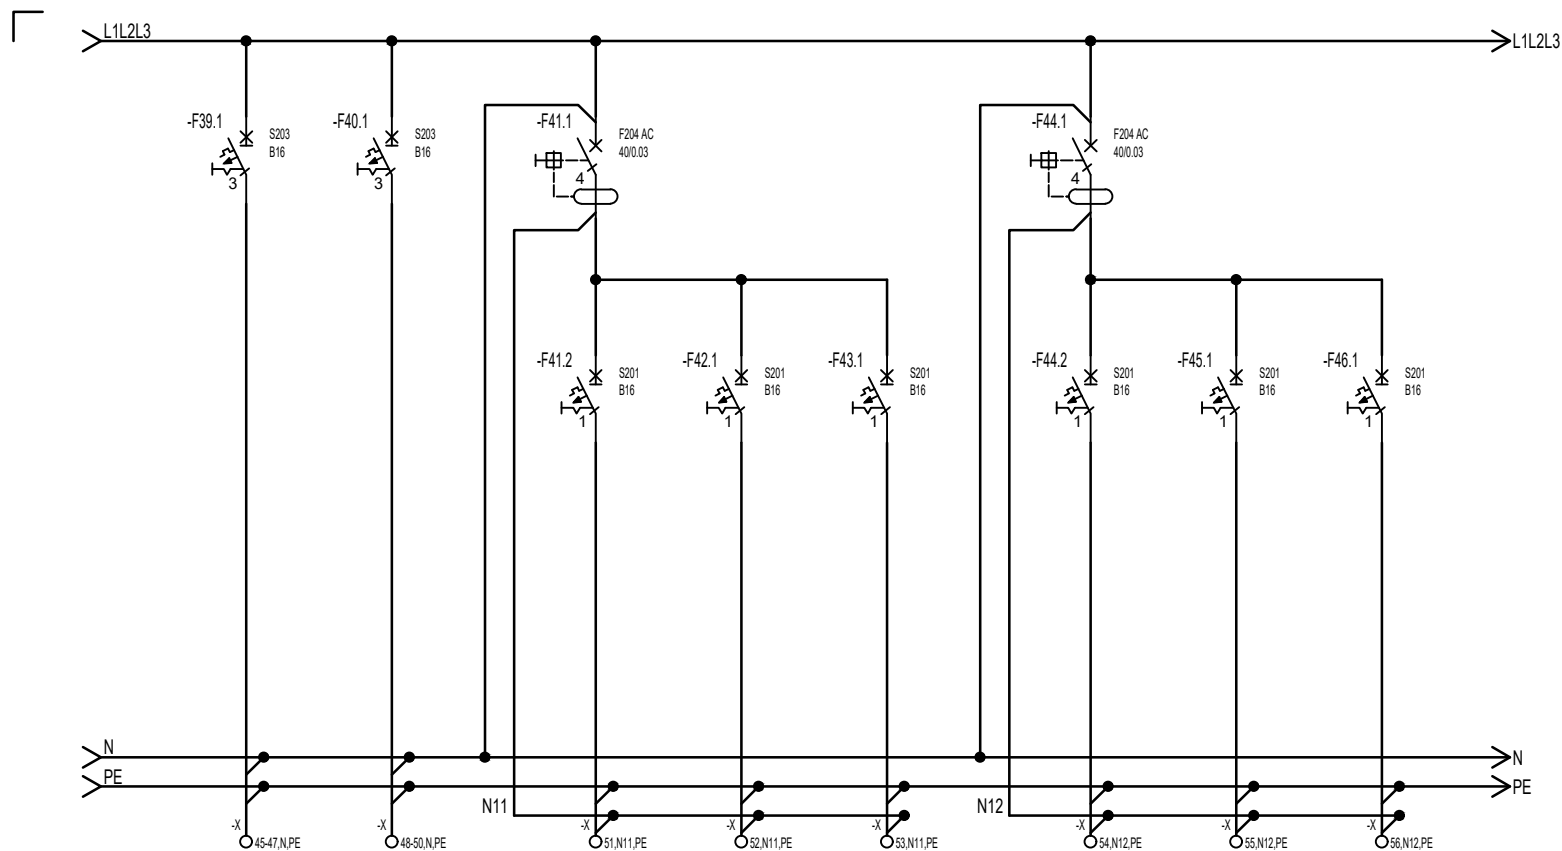 L1L2L3
L1L2L3
-F39.1
S203
B16
3
-F40.1
S203
B16
3
-F41.1
F204 AC
40/0.03
4
-F44.1
F204 AC
40/0.03
4
-F41.2
S201
B16
1
-F42.1
S201
B16
1
-F43.1
S201
B16
1
-F44.2
S201
B16
1
-F45.1
S201
B16
1
-F46.1
S201
B16
1
N
N
PE
PE
N11
N12
-X
45-47,N,PE
-X
48-50,N,PE
-X
51,N11,PE
-X
52,N11,PE
-X
53,N11,PE
-X
54,N12,PE
-X
55,N12,PE
-X
56,N12,PE